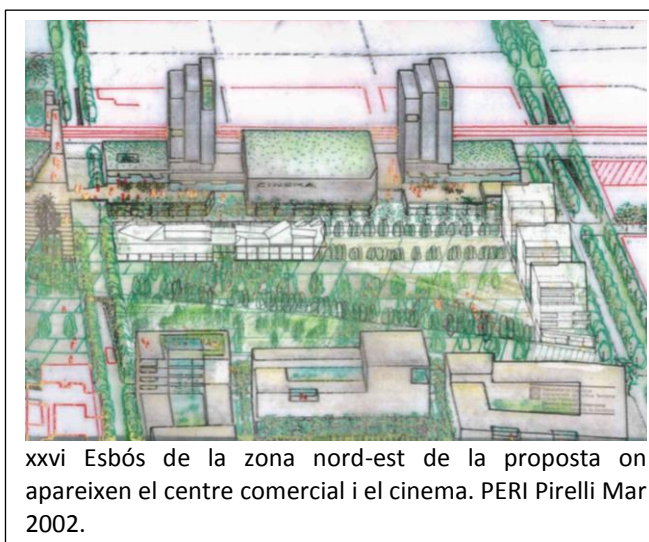 CINEMA
xxvi Esbós de la zona nord-est de la proposta on
apareixen el centre comercial i el cinema. PERI Pirelli Mar
2002.